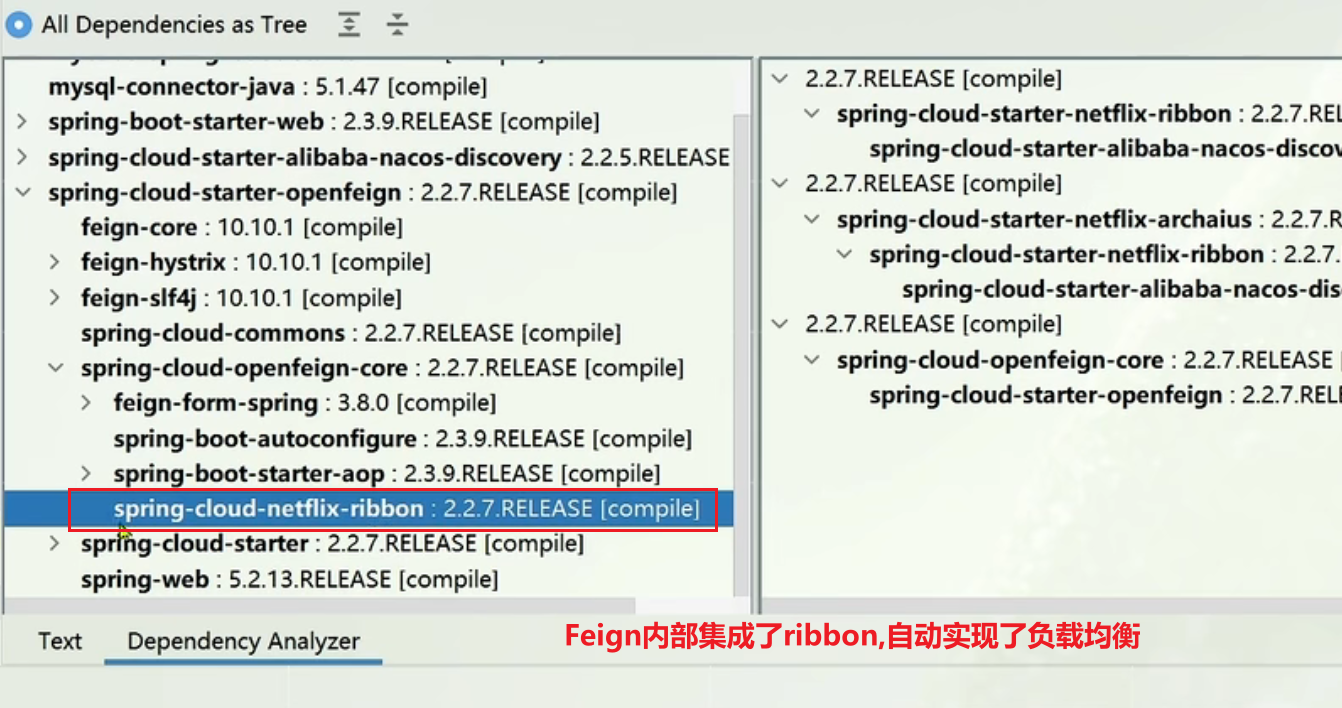 All Dependencies as Tree
mysql-connector-java : 5.1.47 [compile]
spring-boot-starter-web : 2.3.9.RELEASE [compile]
spring-cloud-starter-alibaba-nacos-discovery : 2.2.5.RELEASE
spring-cloud-starter-openfeign : 2.2.7.RELEASE [compile]
feign-core : 10.10.1 [compile]
feign-hystrix : 10.10.1 [compile]
feign-slf4j : 10.10.1 [compile]
spring-cloud-commons : 2.2.7.RELEASE [compile]
spring-cloud-openfeign-core : 2.2.7.RELEASE [compile]
feign-form-spring : 3.8.0 [compile]
spring-boot-autoconfigure : 2.3.9.RELEASE [compile]
spring-boot-starter-aop : 2.3.9.RELEASE [compile]
spring-cloud-netflix-ribbon : 2.2.7.RELEASE [compile]
spring-cloud-starter : 2.2.7.RELEASE [compile]
spring-web : 5.2.13.RELEASE [compile]
2.2.7.RELEASE [compile]
spring-cloud-starter-netflix-ribbon : 2.2.7.REL
spring-cloud-starter-alibaba-nacos-discov
2.2.7.RELEASE [compile]
spring-cloud-starter-netflix-archaius : 2.2.7.R
spring-cloud-starter-netflix-ribbon : 2.2.7.
spring-cloud-starter-alibaba-nacos-dis
2.2.7.RELEASE [compile]
spring-cloud-openfeign-core : 2.2.7.RELEASE [
spring-cloud-starter-openfeign : 2.2.7.RELE
Text
Dependency Analyzer
Feign内部集成了ribbon,自动实现了负载均衡